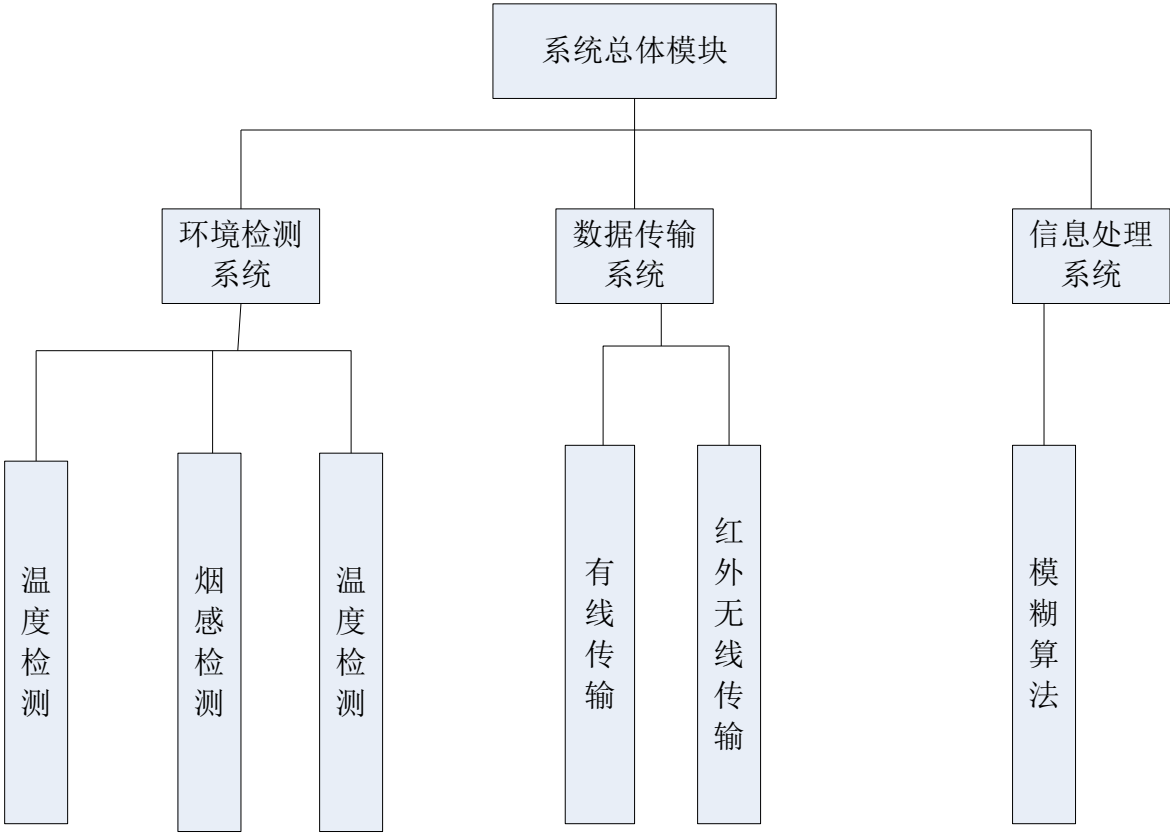 系统总体模块
环境检测
系统
数据传输
系统
信息处理
系统
温度检测
烟感检测
温度检测
有线传输
红外无线传输
模糊算法